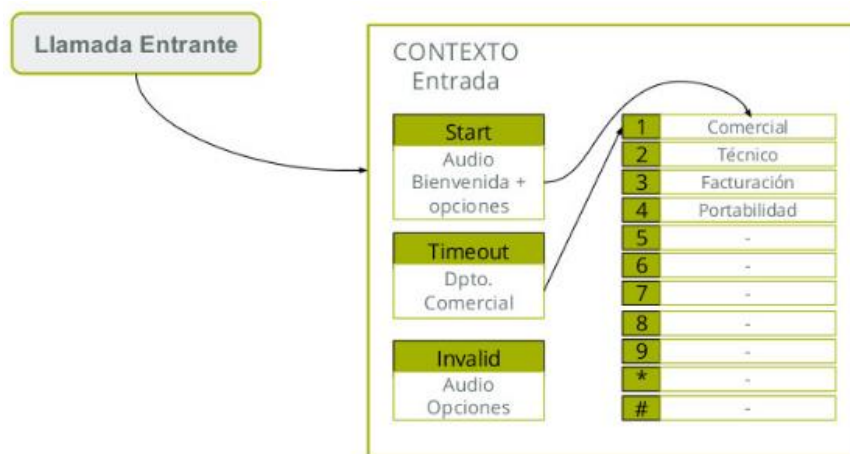 Llamada Entrante
CONTEXTO
Entrada
Start
Audio
Bienvenida +
opciones
Timeout
Dpto.
Comercial
Invalid
Audio
Opciones
1 Comercial
2 Técnico
3 Facturación
4 Portabilidad
5 -
6 -
7 -
8 -
9 -
* -
# -